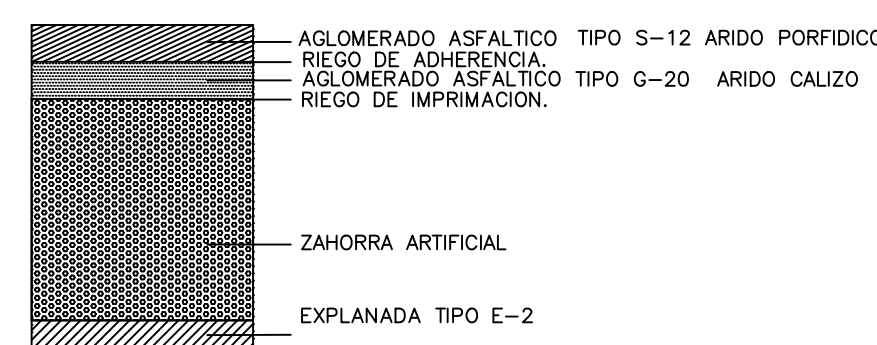 AGLOMERADO ASFALTICO TIPO S-12 ARIDO PORFIDICO
RIEGO DE ADHERENCIA.
AGLOMERADO ASFALTICO TIPO G-20 ARIDO CALIZO
RIEGO DE IMPRIMACION.
ZAHORRA ARTIFICIAL
EXPLANADA TIPO E-2